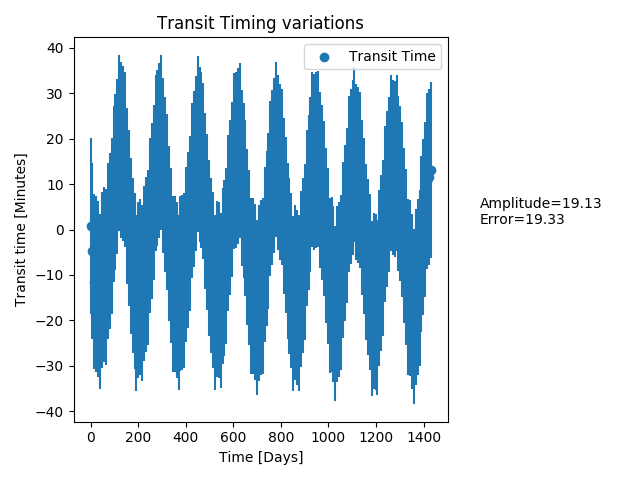 Transit Timing variations
Transit Time
Transit time [Minutes]
40
30
20
10
0
−10
−20
−30
−40
0 200 400 600 800 1000 1200 1400
Time [Days]
Amplitude=19.13
Error=19.33